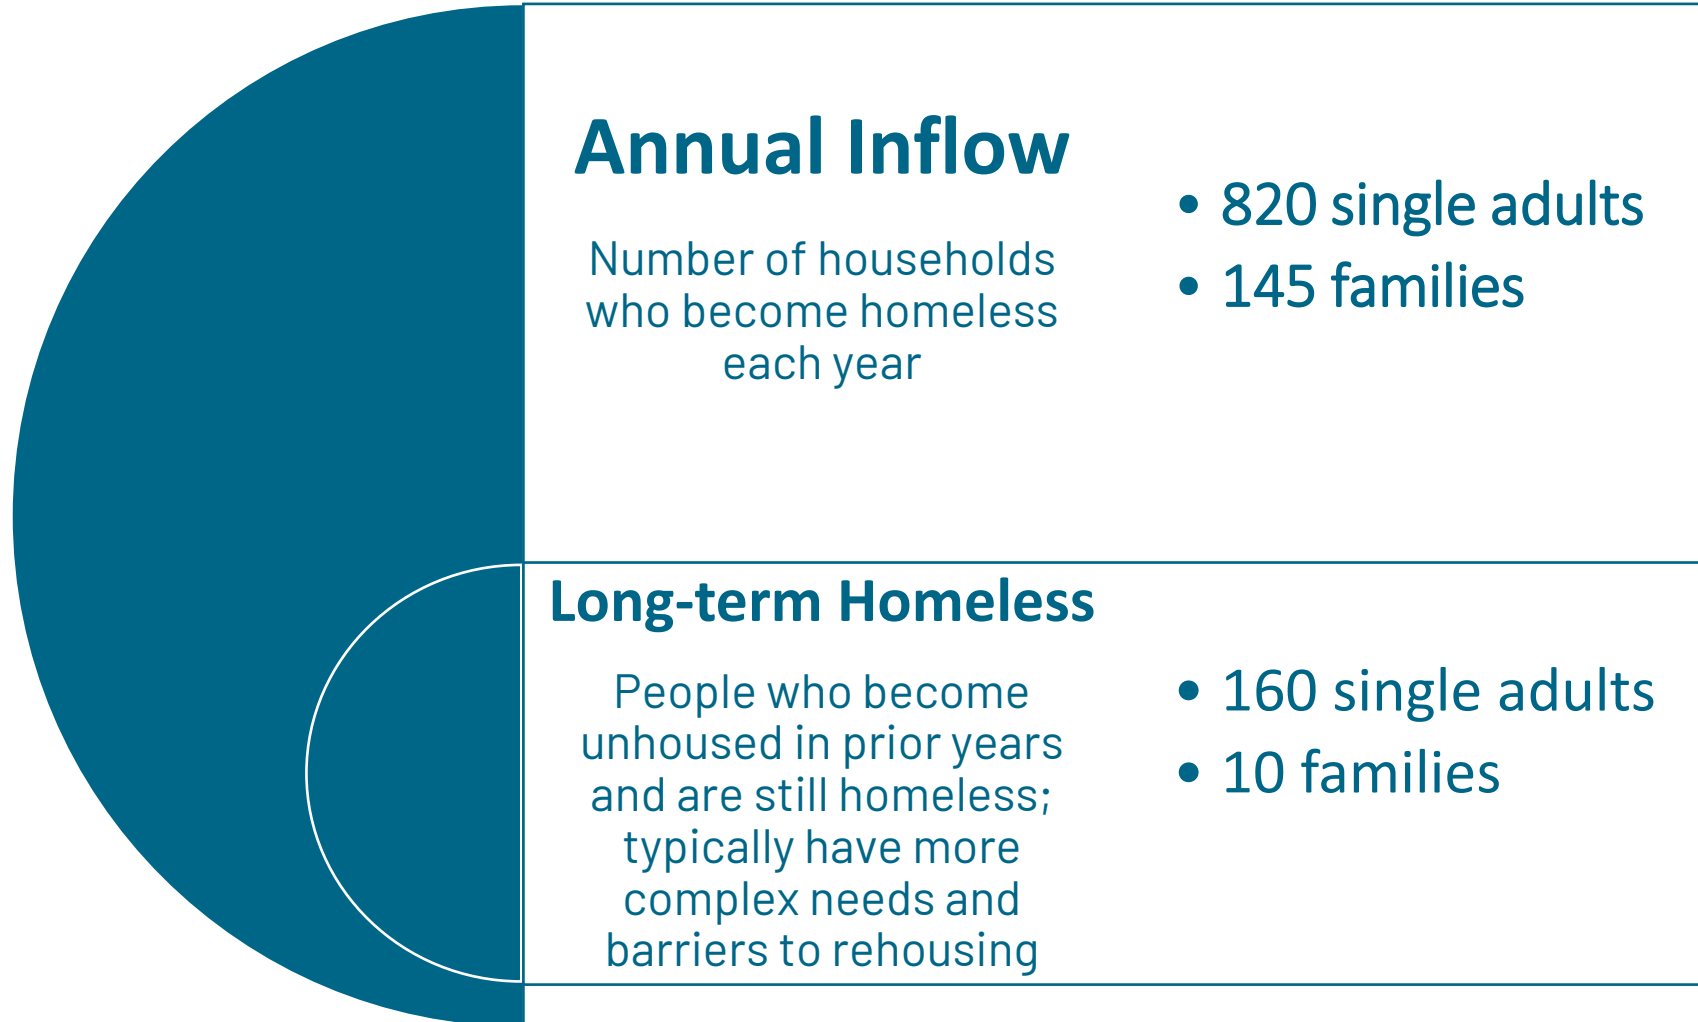 Annual Inflow
Number of households
who become homeless
each year
• 820 single adults
• 145 families
Long-term Homeless
People who become
unhoused in prior years
and are still homeless;
typically have more
complex needs and
barriers to rehousing
• 160 single adults
• 10 families